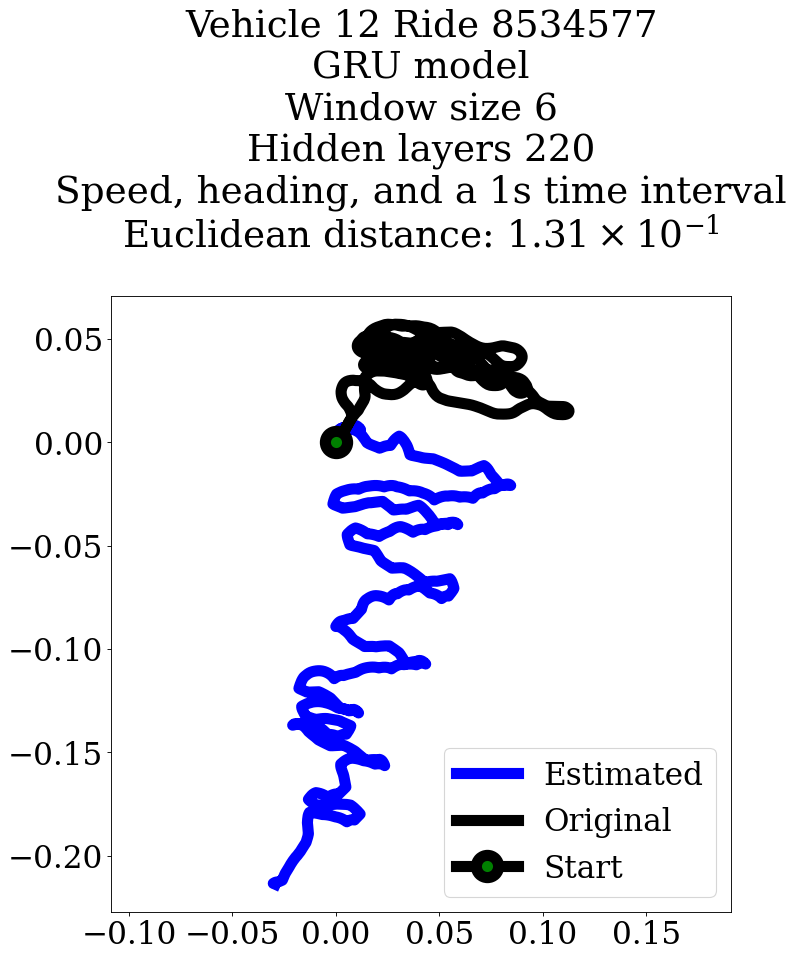 Vehicle 12 Ride 8534577
GRU model
Window size 6
Hidden layers 220
Speed, heading, and a 1s time interval
Euclidean distance: 1.31 × 10⁻¹
0.05
0.00
−0.05
−0.10
−0.15
−0.20
Estimated
Original
Start
−0.10 −0.05 0.00 0.05 0.10 0.15